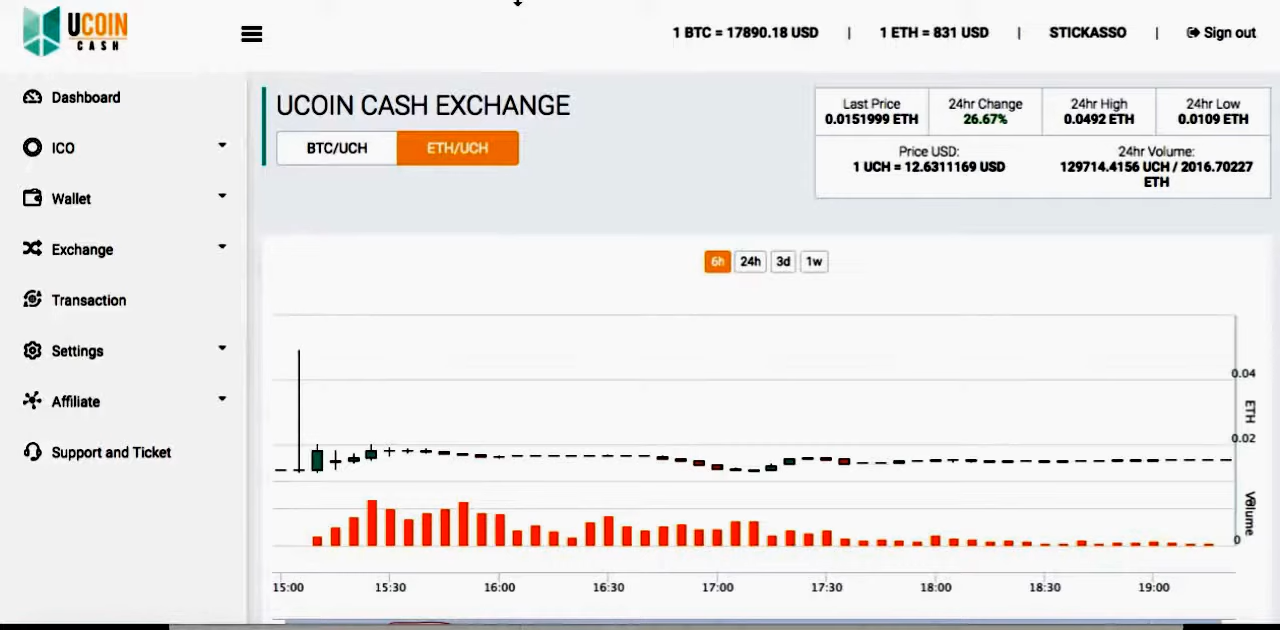 UCOIN
CASH
1 BTC = 17890.18 USD | 1 ETH = 831 USD | STICKASSO | Sign out
Dashboard
ICO
Wallet
Exchange
Transaction
Settings
Affiliate
Support and Ticket
UCOIN CASH EXCHANGE
BTC/UCH ETH/UCH
Last Price 24hr Change 24hr High 24hr Low
0.0151999 ETH 26.67% 0.0492 ETH 0.0109 ETH
Price USD: 24hr Volume:
1 UCH = 12.6311169 USD 129714.4156 UCH / 2016.70227
ETH
6h 24h 3d 1w
0.04
ETH
0.02
Volume
0
15:00 15:30 16:00 16:30 17:00 17:30 18:00 18:30 19:00